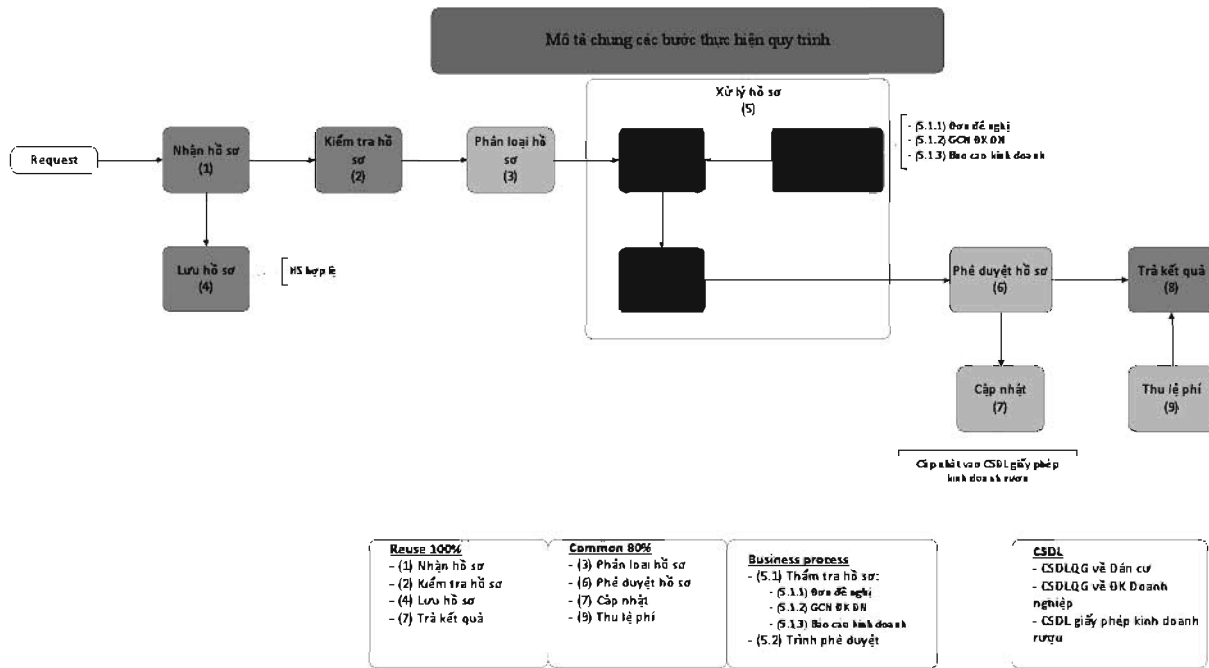 Mô tả chung các bước thực hiện quy trình
Xử lý hồ sơ
(5)
Request
Nhận hồ sơ
(1)
Kiểm tra hồ
sơ
(2)
Phân loại hồ
sơ
(3)
- (5.1.1) Đơn đề nghị
- (5.1.2) GCN ĐK DN
- (5.1.3) Báo cáo kinh doanh
Lưu hồ sơ
(4)
HS hợp lệ
Phê duyệt hồ sơ
(6)
Trả kết quả
(8)
Cập nhật
(7)
Thu lệ phí
(9)
Cập nhật vào CSDL giấy phép
kinh doanh rượu
Reuse 100%
- (1) Nhận hồ sơ
- (2) Kiểm tra hồ sơ
- (4) Lưu hồ sơ
- (7) Trả kết quả
Common 80%
- (3) Phân loại hồ sơ
- (6) Phê duyệt hồ sơ
- (7) Cập nhật
- (9) Thu lệ phí
Business process
- (5.1) Thẩm tra hồ sơ:
- (5.1.1) Đơn đề nghị
- (5.1.2) GCN ĐK DN
- (5.1.3) Báo cáo kinh doanh
- (5.2) Trình phê duyệt
CSDL
- CSDLQG về Dân cư
- CSDLQG về ĐK Doanh
nghiệp
- CSDL giấy phép kinh doanh
rượu